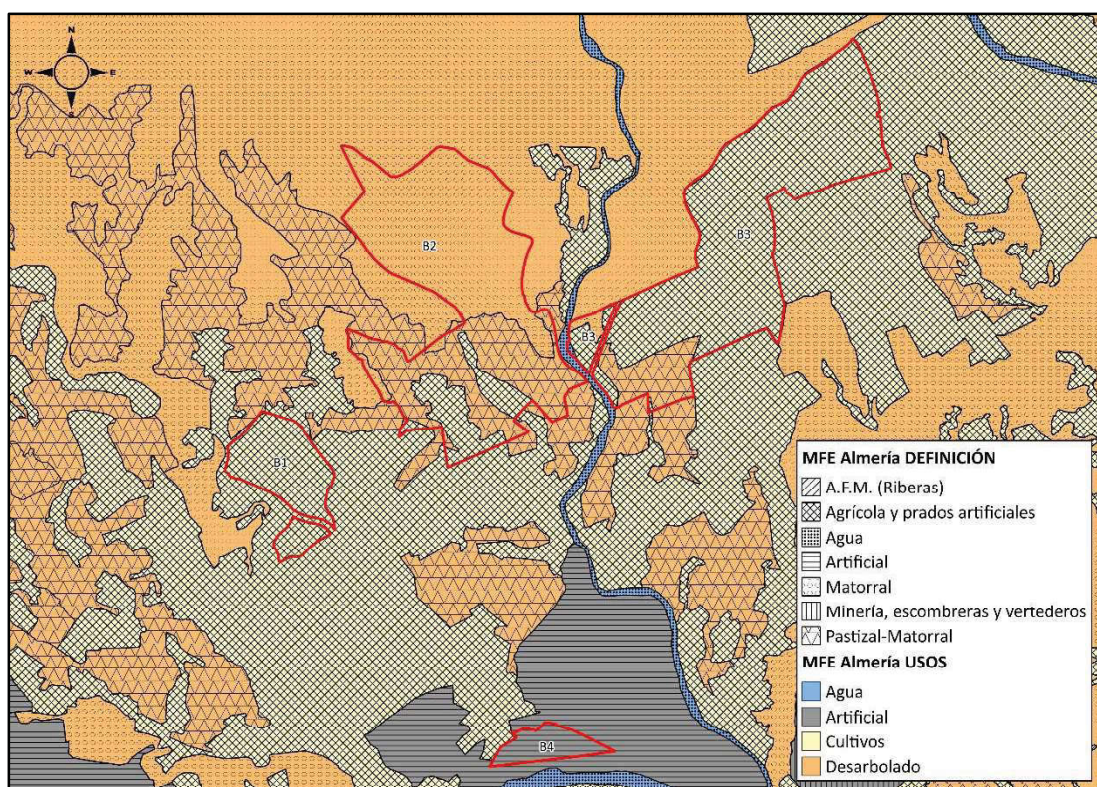 N
W E
S
B2
B3
B3
B1
B4
MFE Almería DEFINICIÓN
A.F.M. (Riberas)
Agrícola y prados artificiales
Agua
Artificial
Matorral
Minería, escombreras y vertederos
Pastizal-Matorral
MFE Almería USOS
Agua
Artificial
Cultivos
Desarbolado